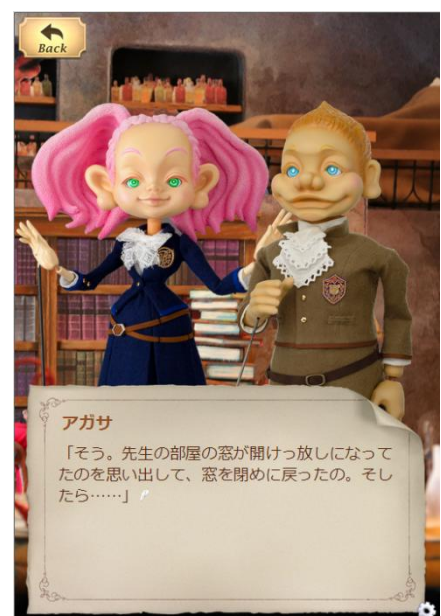 Back
アガサ
「そう。先生の部屋の窓が開けっ放しになって
たのを思い出して、窓を閉めに戻ったの。そし
たら……」